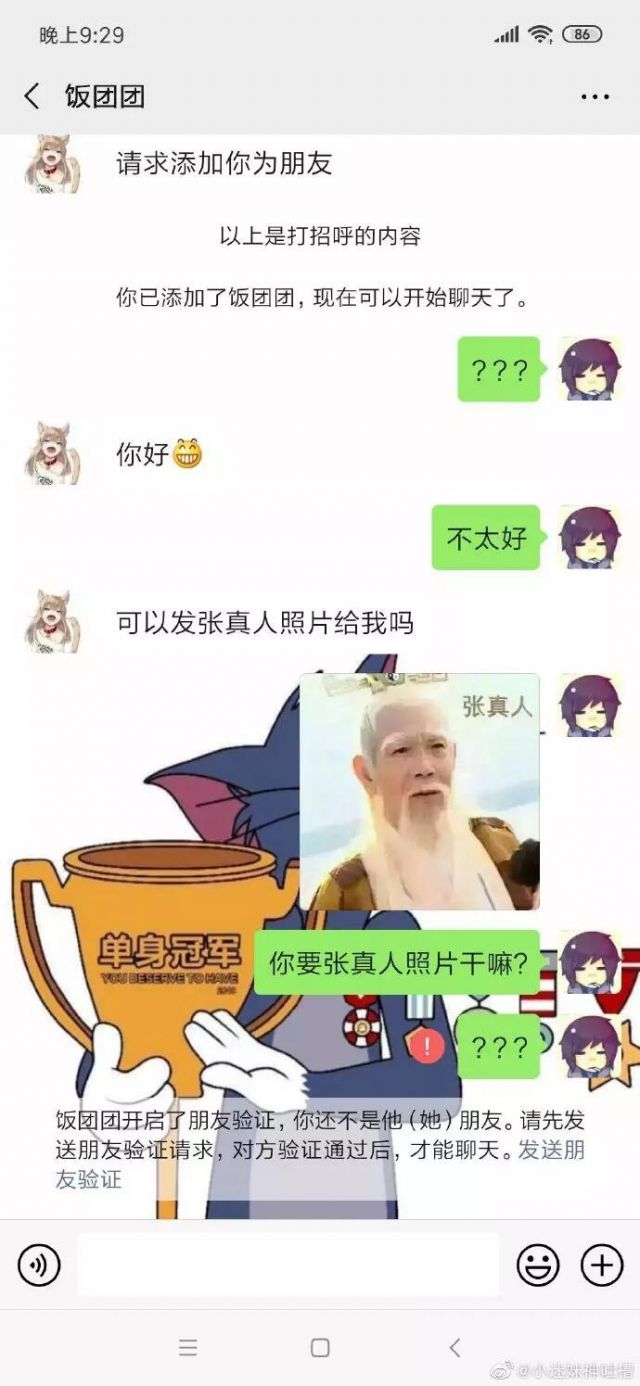 晚上9:29
86
饭团团
请求添加你为朋友
以上是打招呼的内容
你已添加了饭团团，现在可以开始聊天了。
???
你好
不太好
可以发张真人照片给我吗
张真人
单身冠军
YOU DESERVE TO HAVE
你要张真人照片干嘛?
???
饭团团开启了朋友验证，你还不是他（她）朋友。请先发
送朋友验证请求，对方验证通过后，才能聊天。发送朋
友验证
@小迷妹神吐槽